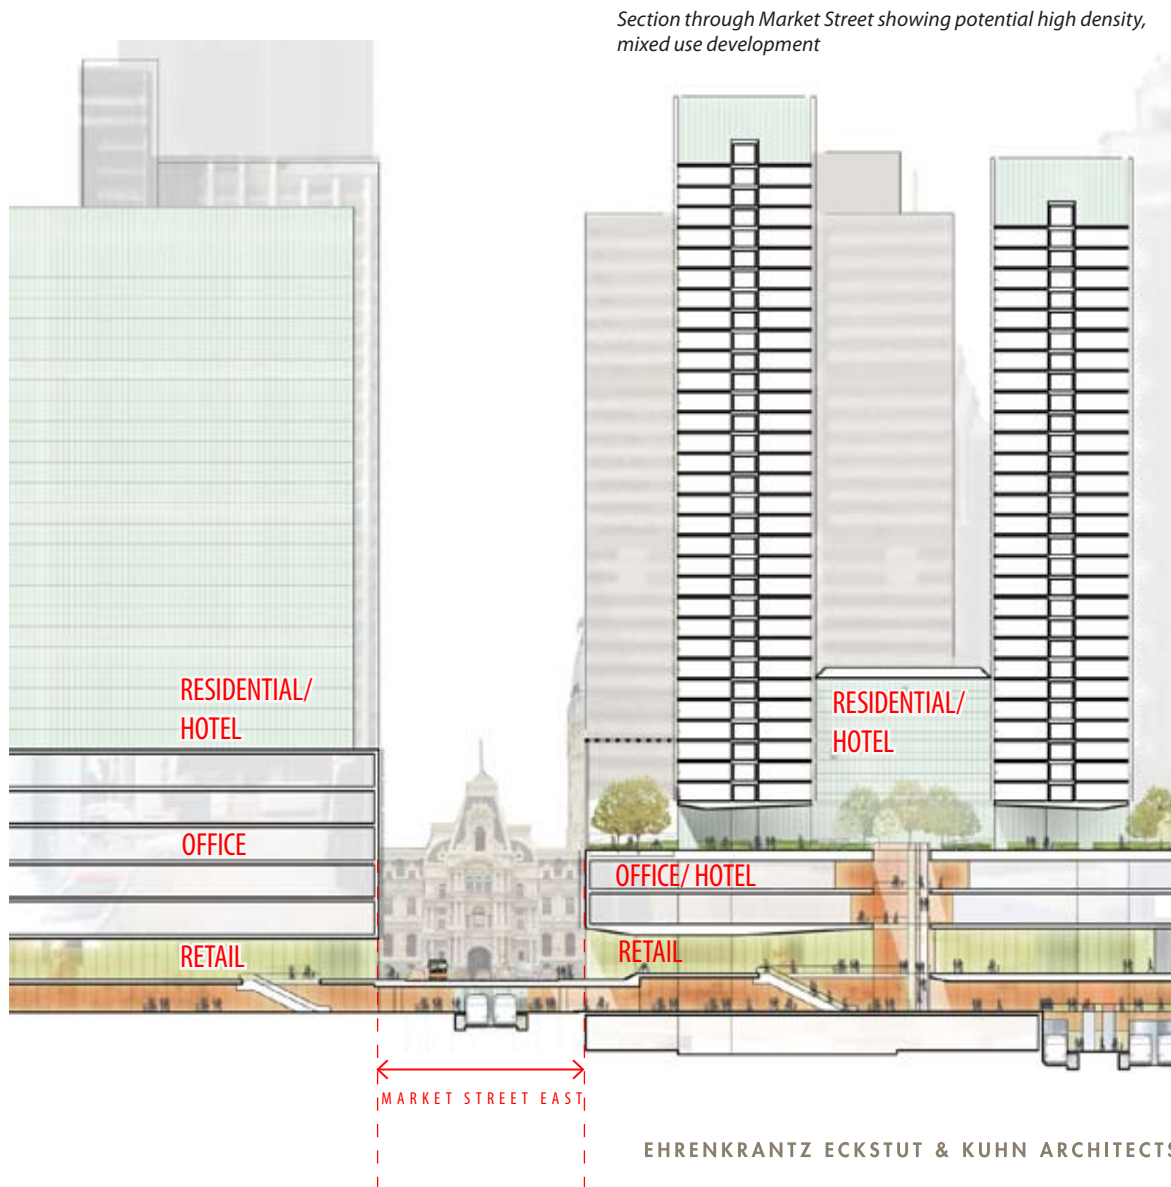 Section through Market Street showing potential high density,
mixed use development
RESIDENTIAL/
HOTEL
RESIDENTIAL/
HOTEL
OFFICE
OFFICE/ HOTEL
RETAIL
RETAIL
MARKET STREET EAST
EHRENKRANTZ ECKSTUT & KUHN ARCHITECTS